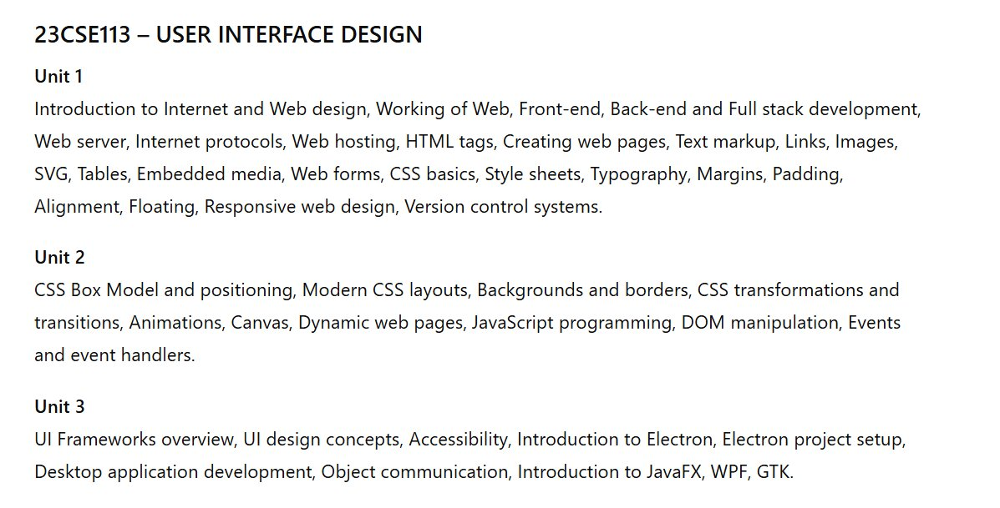 23CSE113 – USER INTERFACE DESIGN
Unit 1
Introduction to Internet and Web design, Working of Web, Front-end, Back-end and Full stack development,
Web server, Internet protocols, Web hosting, HTML tags, Creating web pages, Text markup, Links, Images,
SVG, Tables, Embedded media, Web forms, CSS basics, Style sheets, Typography, Margins, Padding,
Alignment, Floating, Responsive web design, Version control systems.
Unit 2
CSS Box Model and positioning, Modern CSS layouts, Backgrounds and borders, CSS transformations and
transitions, Animations, Canvas, Dynamic web pages, JavaScript programming, DOM manipulation, Events
and event handlers.
Unit 3
UI Frameworks overview, UI design concepts, Accessibility, Introduction to Electron, Electron project setup,
Desktop application development, Object communication, Introduction to JavaFX, WPF, GTK.